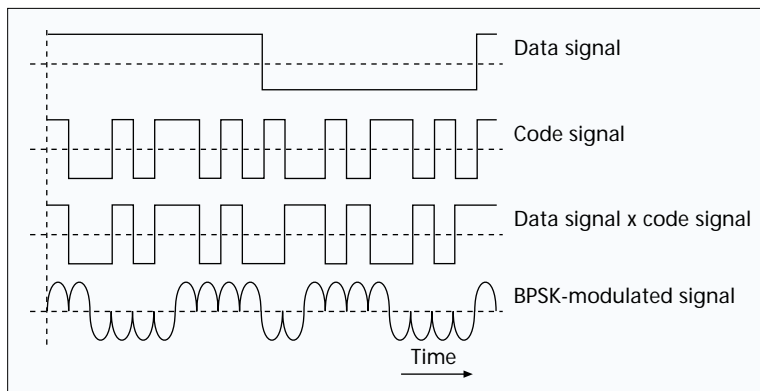 Data signal
Code signal
Data signal x code signal
BPSK-modulated signal
Time